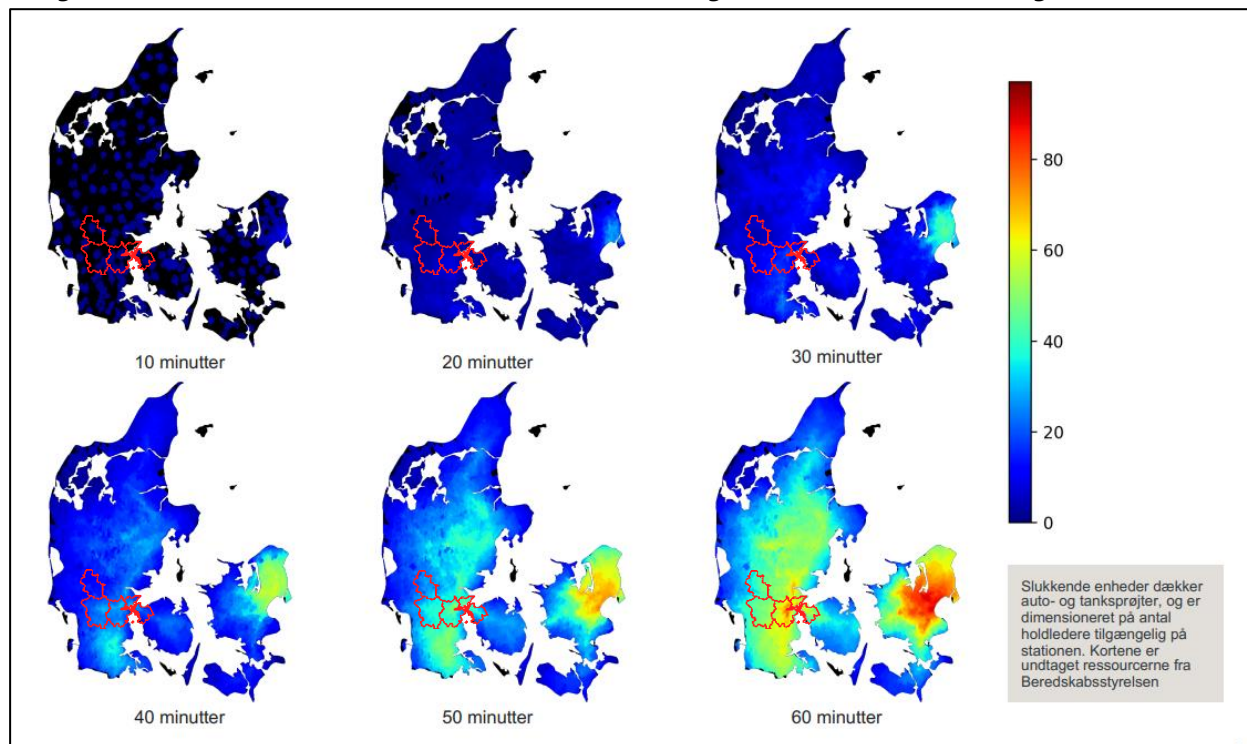 10 minutter
20 minutter
30 minutter
80
60
40
20
0
40 minutter
50 minutter
60 minutter
Slukkende enheder dækker
auto- og tanksprøjter, og er
dimensioneret på antal
holdledere tilgængelig på
stationen. Kortene er
undtaget ressourcerne fra
Beredskabsstyrelsen